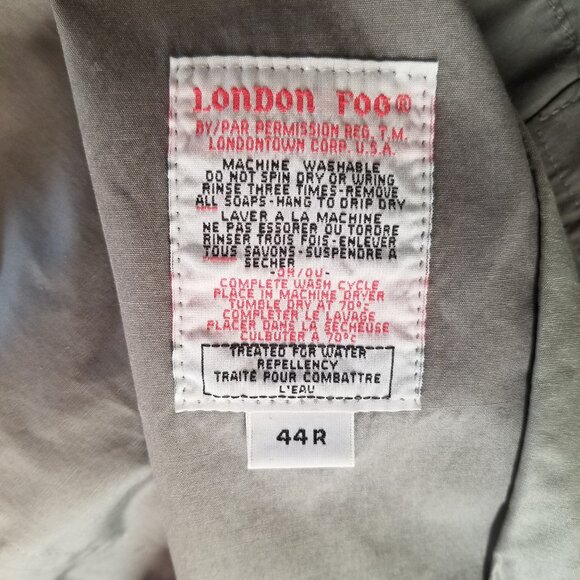 LONDON FOG®
BY/PAR PERMISSION REG. T.M.
LONDONTOWN CORP. U.S.A.
MACHINE WASHABLE
DO NOT SPIN DRY OR WRING
RINSE THREE TIMES-REMOVE
ALL SOAPS-HANG TO DRIP DRY
LAVER A LA MACHINE
NE PAS ESSORER OU TORDRE
RINSER TROIS FOIS-ENLEVER
TOUS SAVONS-SUSPENDRE A
SECHER
-OR/OU-
COMPLETE WASH CYCLE
PLACE IN MACHINE DRYER
TUMBLE DRY AT 70°C
COMPLETER LE LAVAGE
PLACER DANS LA SECHEUSE
CULBUTER A 70°C
TREATED FOR WATER
REPELLENCY
TRAITÉ POUR COMBATTRE
L'EAU
44R